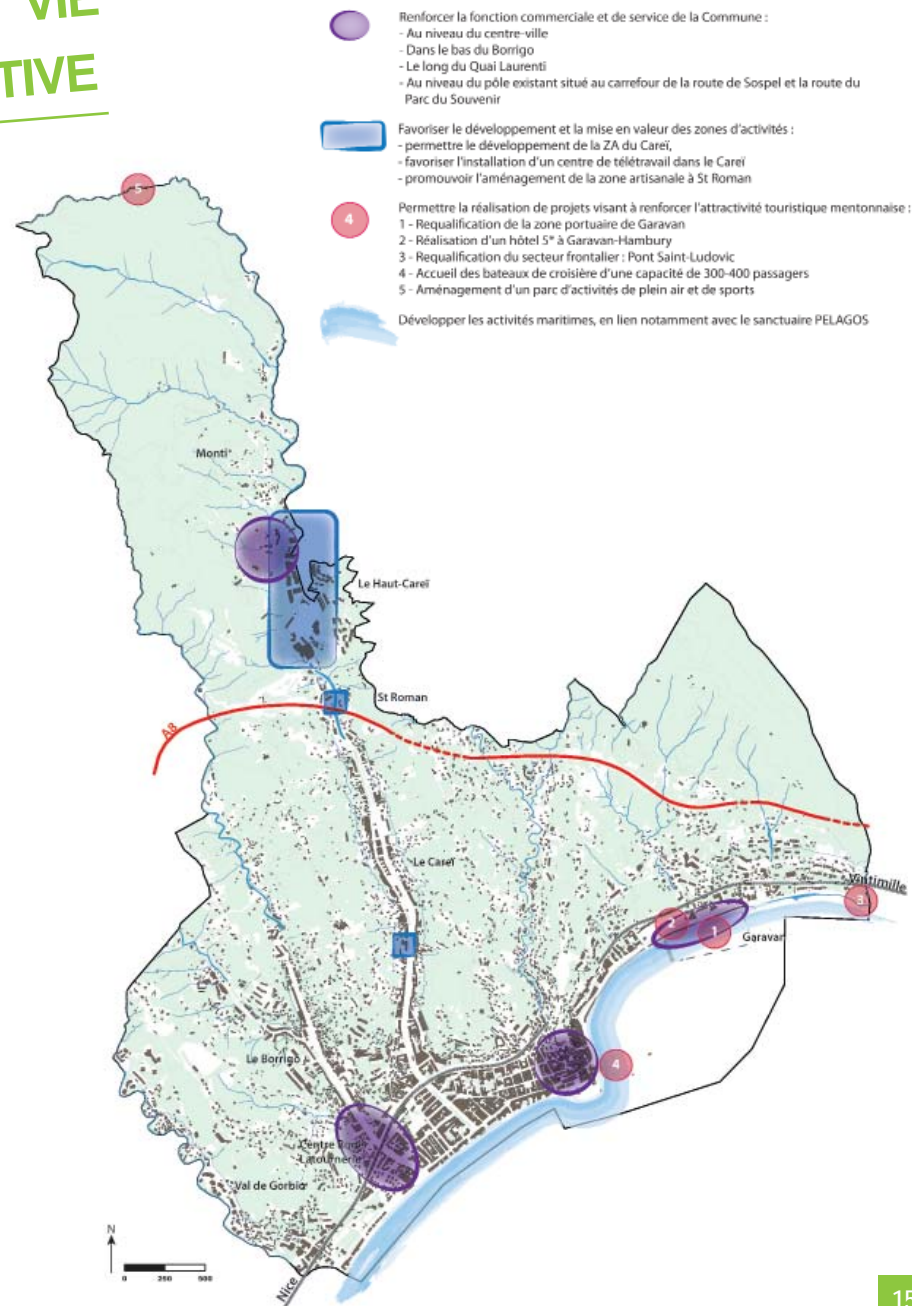 VIE
TIVE
Renforcer la fonction commerciale et de service de la Commune :
- Au niveau du centre-ville
- Dans le bas du Borrigo
- Le long du Quai Laurenti
- Au niveau du pôle existant situé au carrefour de la route de Sospel et la route du
Parc du Souvenir
Favoriser le développement et la mise en valeur des zones d'activités :
- permettre le développement de la ZA du Careï,
- favoriser l'installation d'un centre de télétravail dans le Careï
- promouvoir l'aménagement de la zone artisanale à St Roman
4
Permettre la réalisation de projets visant à renforcer l'attractivité touristique mentonnaise :
1 - Requalification de la zone portuaire de Garavan
2 - Réalisation d'un hôtel 5* à Garavan-Hambury
3 - Requalification du secteur frontalier : Pont Saint-Ludovic
4 - Accueil des bateaux de croisière d'une capacité de 300-400 passagers
5 - Aménagement d'un parc d'activités de plein air et de sports
Développer les activités maritimes, en lien notamment avec le sanctuaire PELAGOS
5
Monti
Le Haut-Careï
St Roman
A8
Le Careï
Vintimille
3
2
1
Garavan
4
Le Borrigo
Centre
Latournerie
Val de Gorbio
N
0 250 500
Nice
15